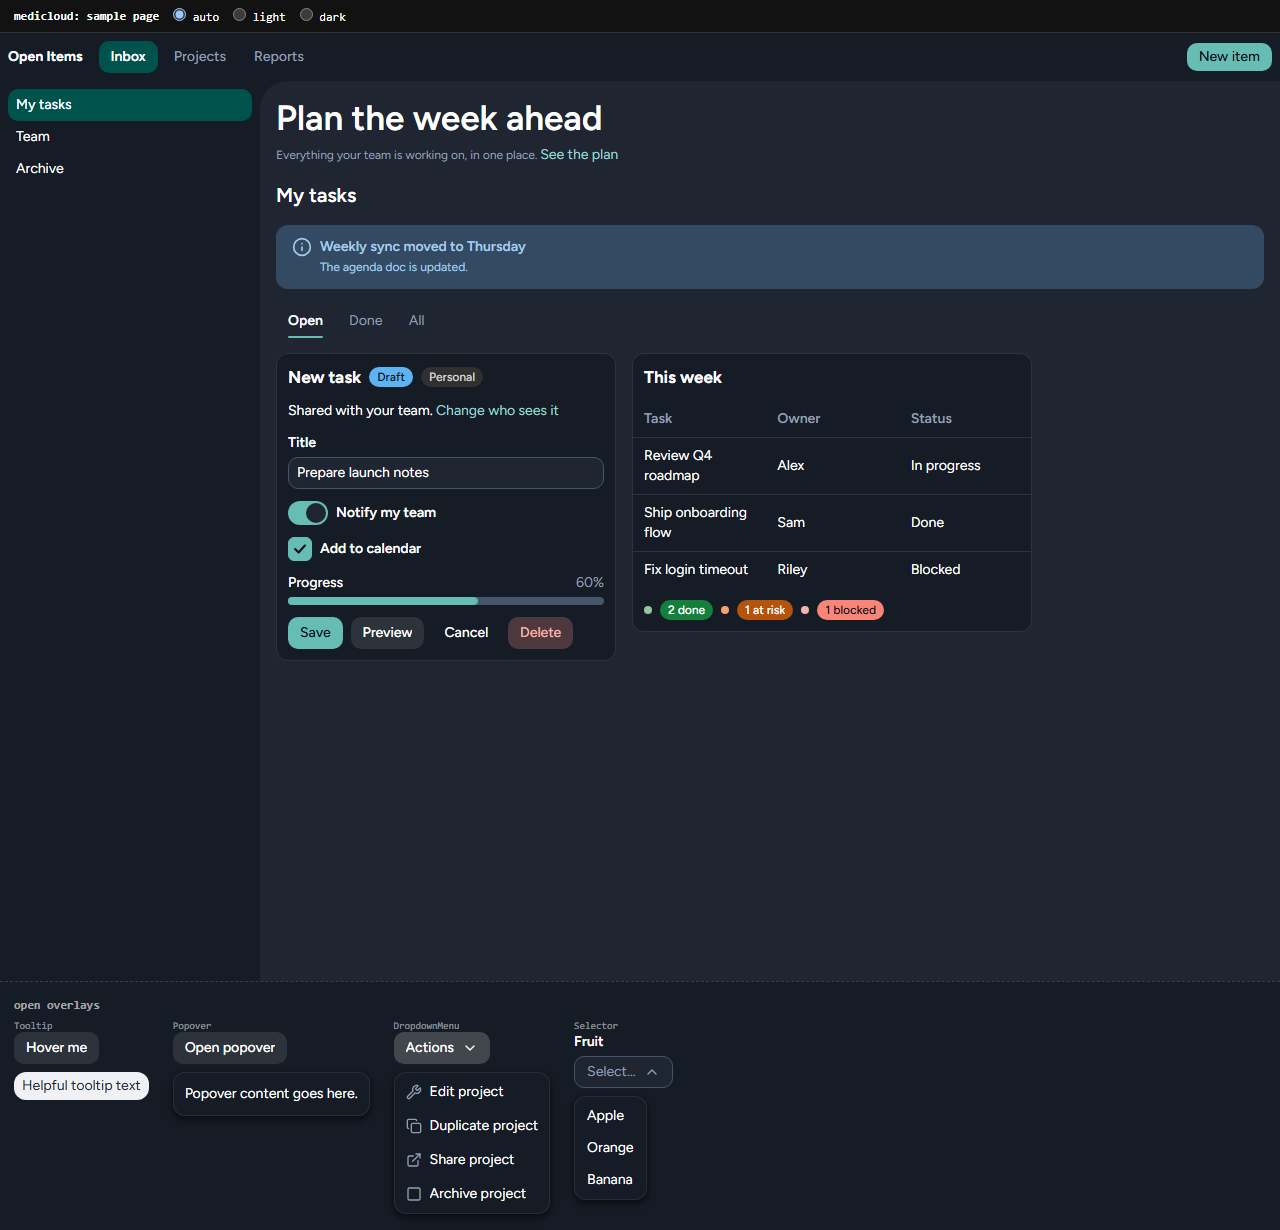 medicloud: sample page auto light dark
Open Items Inbox Projects Reports New item
My tasks
Team
Archive
Plan the week ahead
Everything your team is working on, in one place. See the plan
My tasks
Weekly sync moved to Thursday
The agenda doc is updated.
Open Done All
New task Draft Personal
Shared with your team. Change who sees it
Title
Prepare launch notes
Notify my team
Add to calendar
Progress 60%
Save Preview Cancel Delete
This week
Task Owner Status
Review Q4
roadmap
Alex In progress
Ship onboarding
flow
Sam Done
Fix login timeout Riley Blocked
2 done 1 at risk 1 blocked
open overlays
Tooltip
Hover me
Helpful tooltip text
Popover
Open popover
Popover content goes here.
DropdownMenu
Actions
Edit project
Duplicate project
Share project
Archive project
Selector
Fruit
Select...
Apple
Orange
Banana